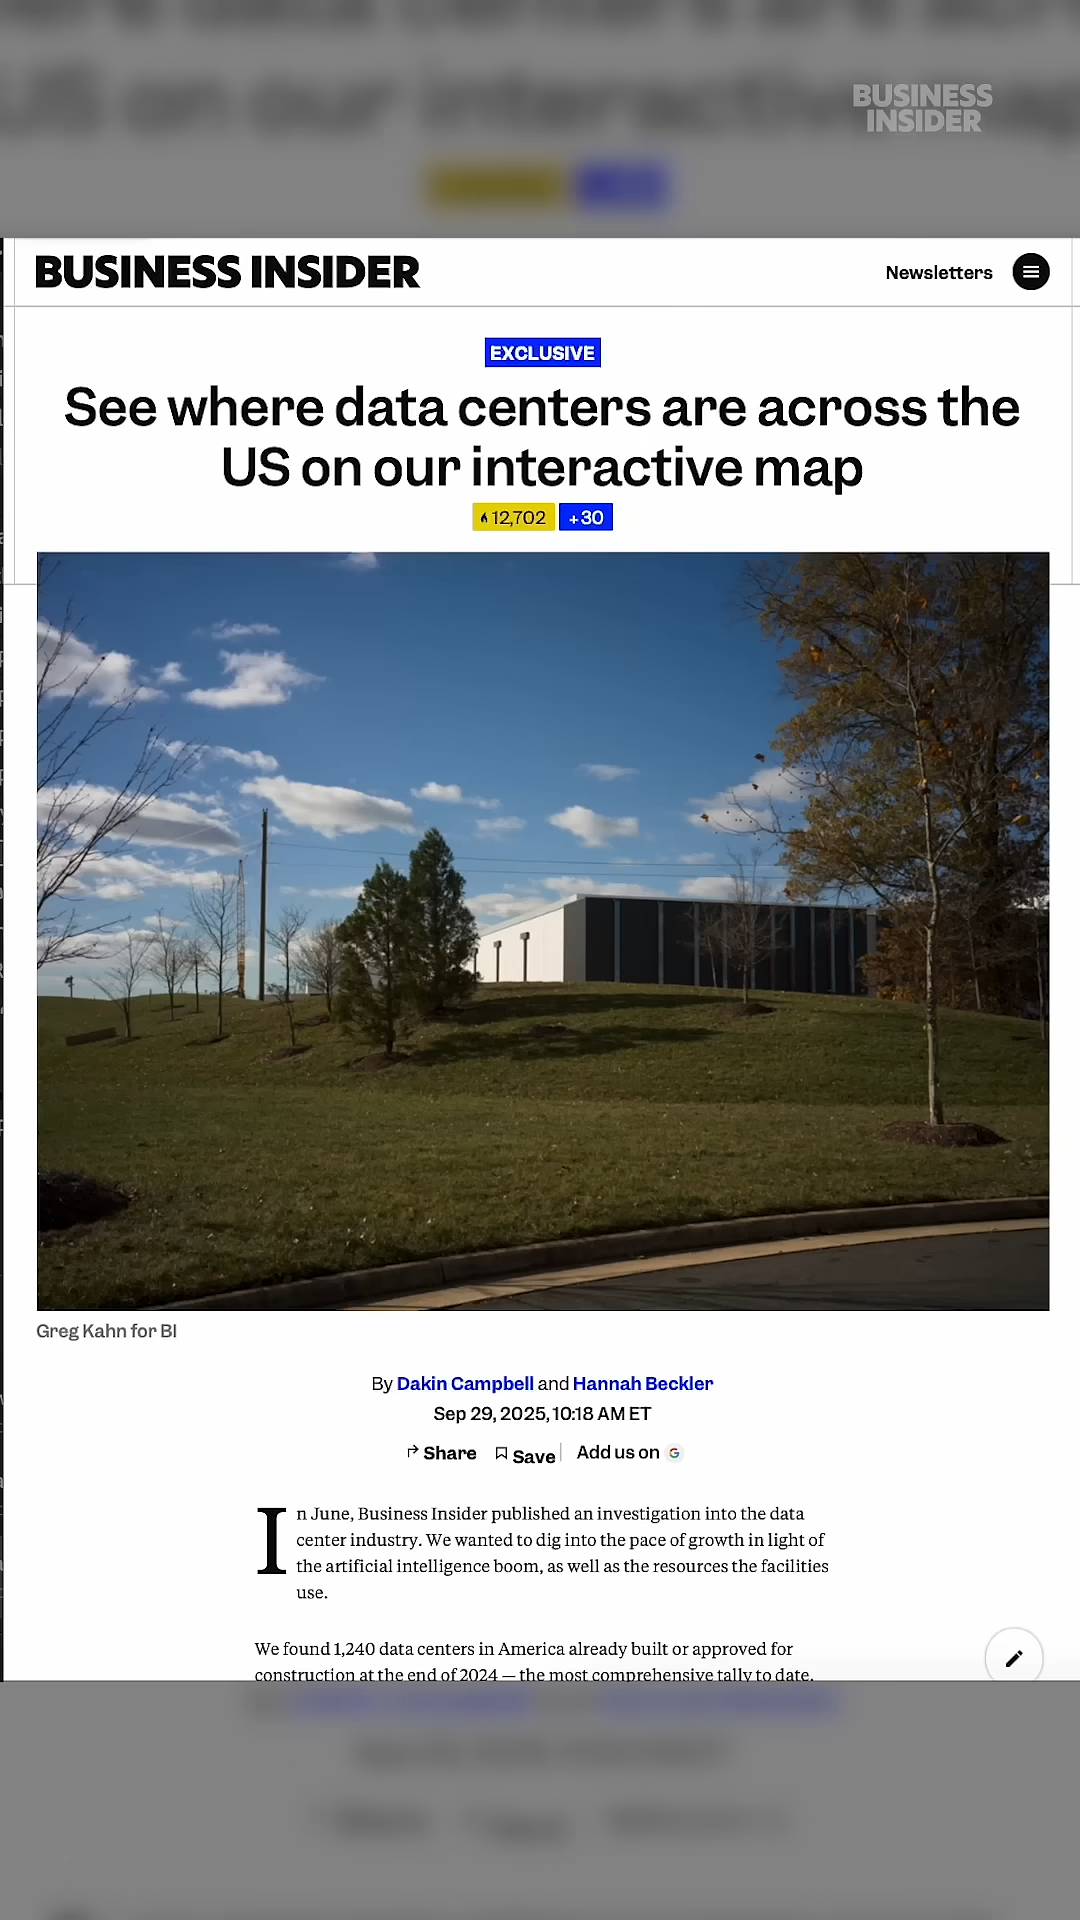 BUSINESS
INSIDER
BUSINESS INSIDER
Newsletters
EXCLUSIVE
See where data centers are across the
US on our interactive map
12,702
+30
Greg Kahn for BI
By Dakin Campbell and Hannah Beckler
Sep 29, 2025, 10:18 AM ET
Share
Save
Add us on G
In June, Business Insider published an investigation into the data
center industry. We wanted to dig into the pace of growth in light of
the artificial intelligence boom, as well as the resources the facilities
use.
We found 1,240 data centers in America already built or approved for
construction at the end of 2024 — the most comprehensive tally to date.